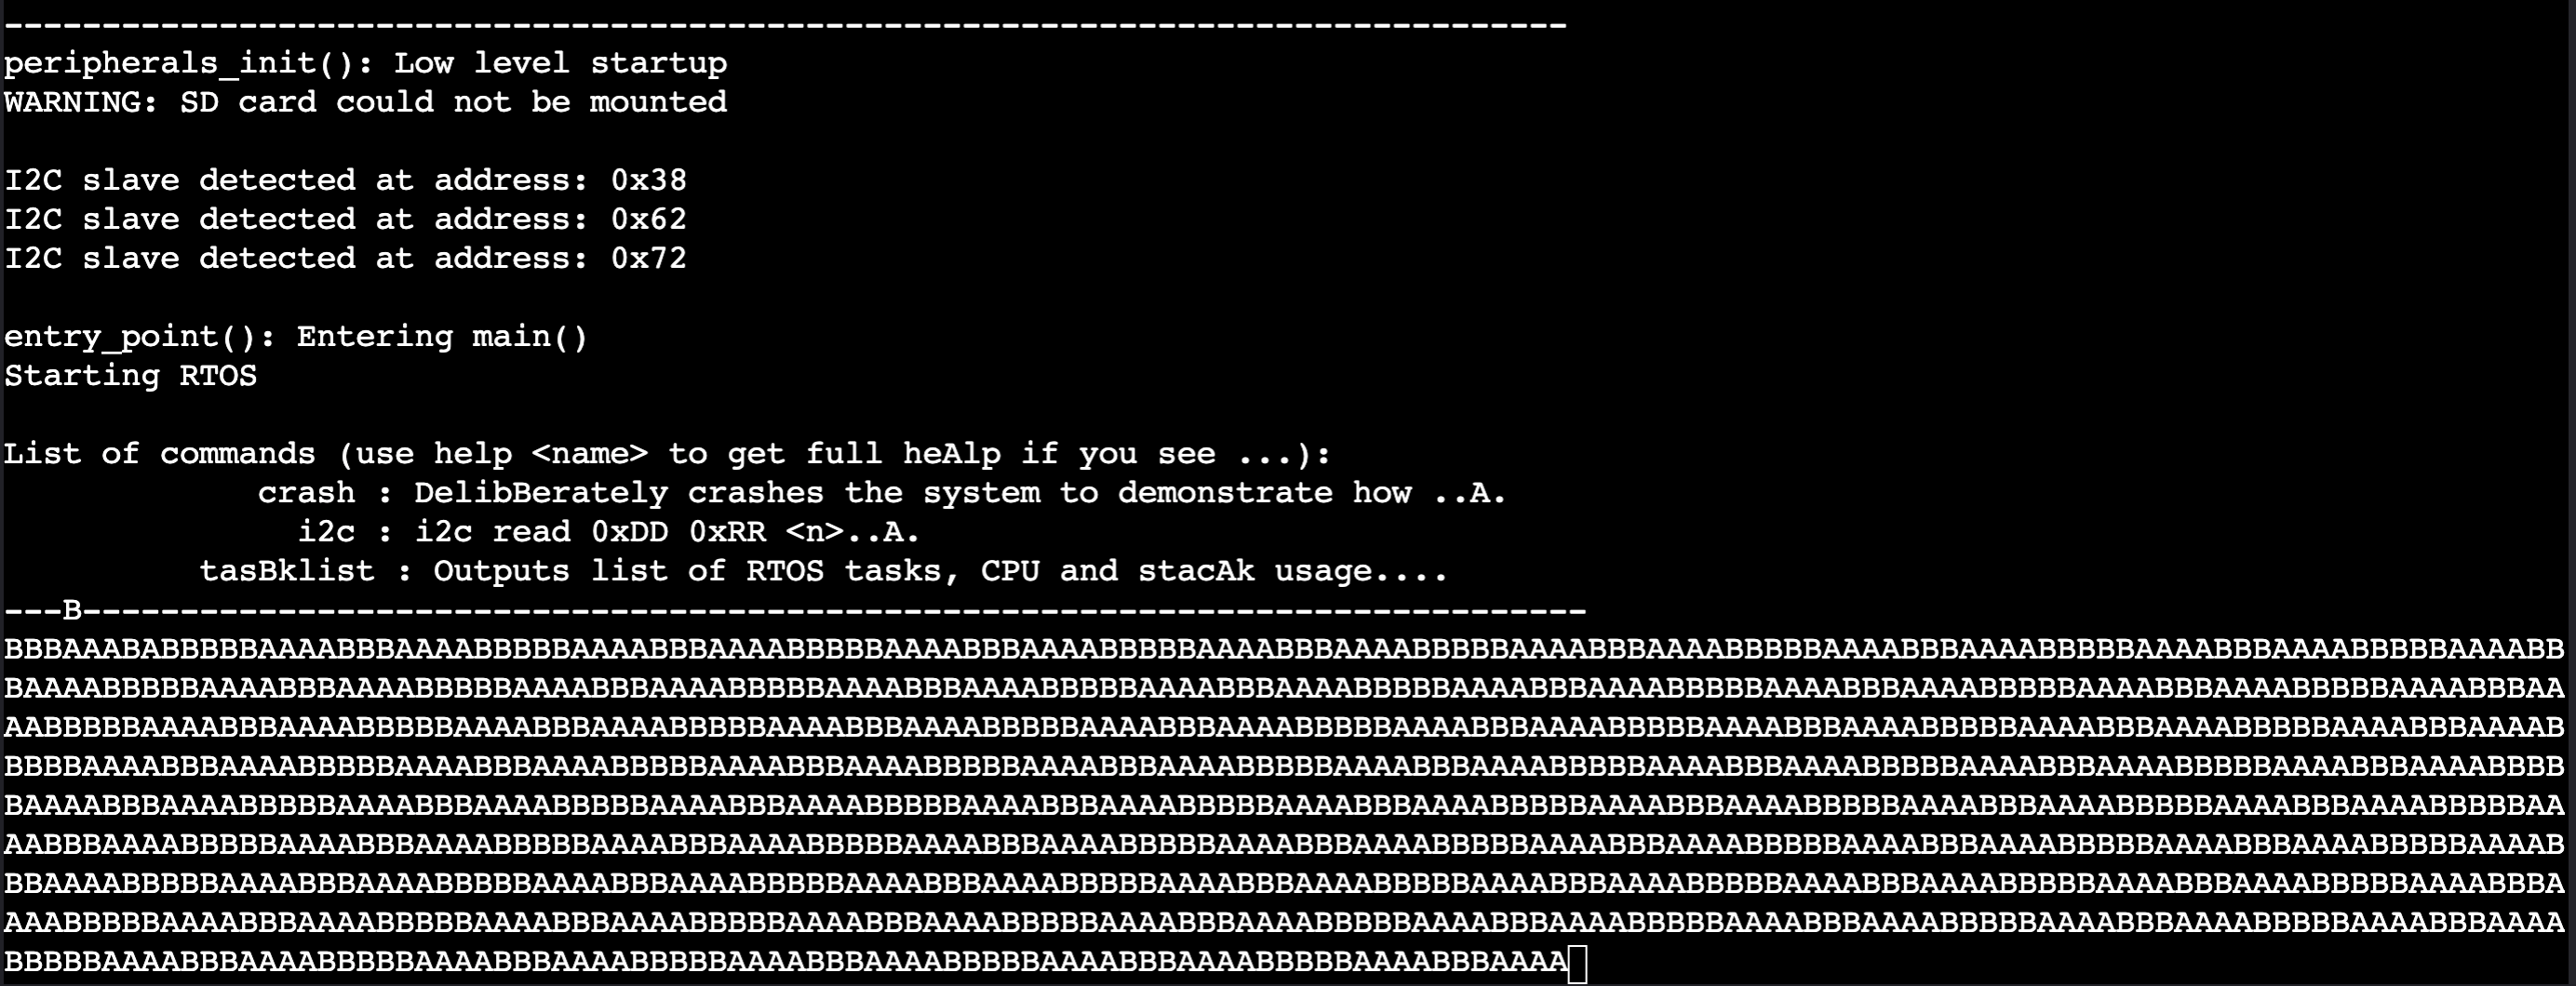 --------------------------------------------------------------------------------
peripherals_init(): Low level startup
WARNING: SD card could not be mounted
I2C slave detected at address: 0x38
I2C slave detected at address: 0x62
I2C slave detected at address: 0x72
entry_point(): Entering main()
Starting RTOS
List of commands (use help <name> to get full heAlp if you see ...):
crash : DelibBerately crashes the system to demonstrate how ..A.
i2c : i2c read 0xDD 0xRR <n>..A.
tasBklist : Outputs list of RTOS tasks, CPU and stacAk usage....
---B-----------------------------------------------------------------------------
BBBAAABABBBBBAAAABBBAAAABBBBBAAAABBBAAAABBBBBAAAABBBAAAABBBBBAAAABBBAAAABBBBBAAAABBBAAAABBBBBAAAABBBAAAABBBBBAAAABBBAAAABBBBBAAAABB
BAAAABBBBBAAAABBBAAAABBBBBAAAABBBAAAABBBBBAAAABBBAAAABBBBBAAAABBBAAAABBBBBAAAABBBAAAABBBBBAAAABBBAAAABBBBBAAAABBBAAAABBBBBAAAABBBAA
AABBBBBAAAABBBAAAABBBBBAAAABBBAAAABBBBBAAAABBBAAAABBBBBAAAABBBAAAABBBBBAAAABBBAAAABBBBBAAAABBBAAAABBBBBAAAABBBAAAABBBBBAAAABBBAAAAB
BBBBAAAABBBAAAABBBBBAAAABBBAAAABBBBBAAAABBBAAAABBBBBAAAABBBAAAABBBBBAAAABBBAAAABBBBBAAAABBBAAAABBBBBAAAABBBAAAABBBBBAAAABBBAAAABBBB
BAAAABBBAAAABBBBBAAAABBBAAAABBBBBAAAABBBAAAABBBBBAAAABBBAAAABBBBBAAAABBBAAAABBBBBAAAABBBAAAABBBBBAAAABBBAAAABBBBBAAAABBBAAAABBBBBAA
AABBBAAAABBBBBAAAABBBAAAABBBBBAAAABBBAAAABBBBBAAAABBBAAAABBBBBAAAABBBAAAABBBBBAAAABBBAAAABBBBBAAAABBBAAAABBBBBAAAABBBAAAABBBBBAAAAB
BBAAAABBBBBAAAABBBAAAABBBBBAAAABBBAAAABBBBBAAAABBBAAAABBBBBAAAABBBAAAABBBBBAAAABBBAAAABBBBBAAAABBBAAAABBBBBAAAABBBAAAABBBBBAAAABBBA
AAABBBBBAAAABBBAAAABBBBBAAAABBBAAAABBBBBAAAABBBAAAABBBBBAAAABBBAAAABBBBBAAAABBBAAAABBBBBAAAABBBAAAABBBBBAAAABBBAAAABBBBBAAAABBBAAAA
BBBBBAAAABBBAAAABBBBBAAAABBBAAAABBBBBAAAABBBAAAABBBBBAAAABBBAAAABBBBBAAAABBBAAAA